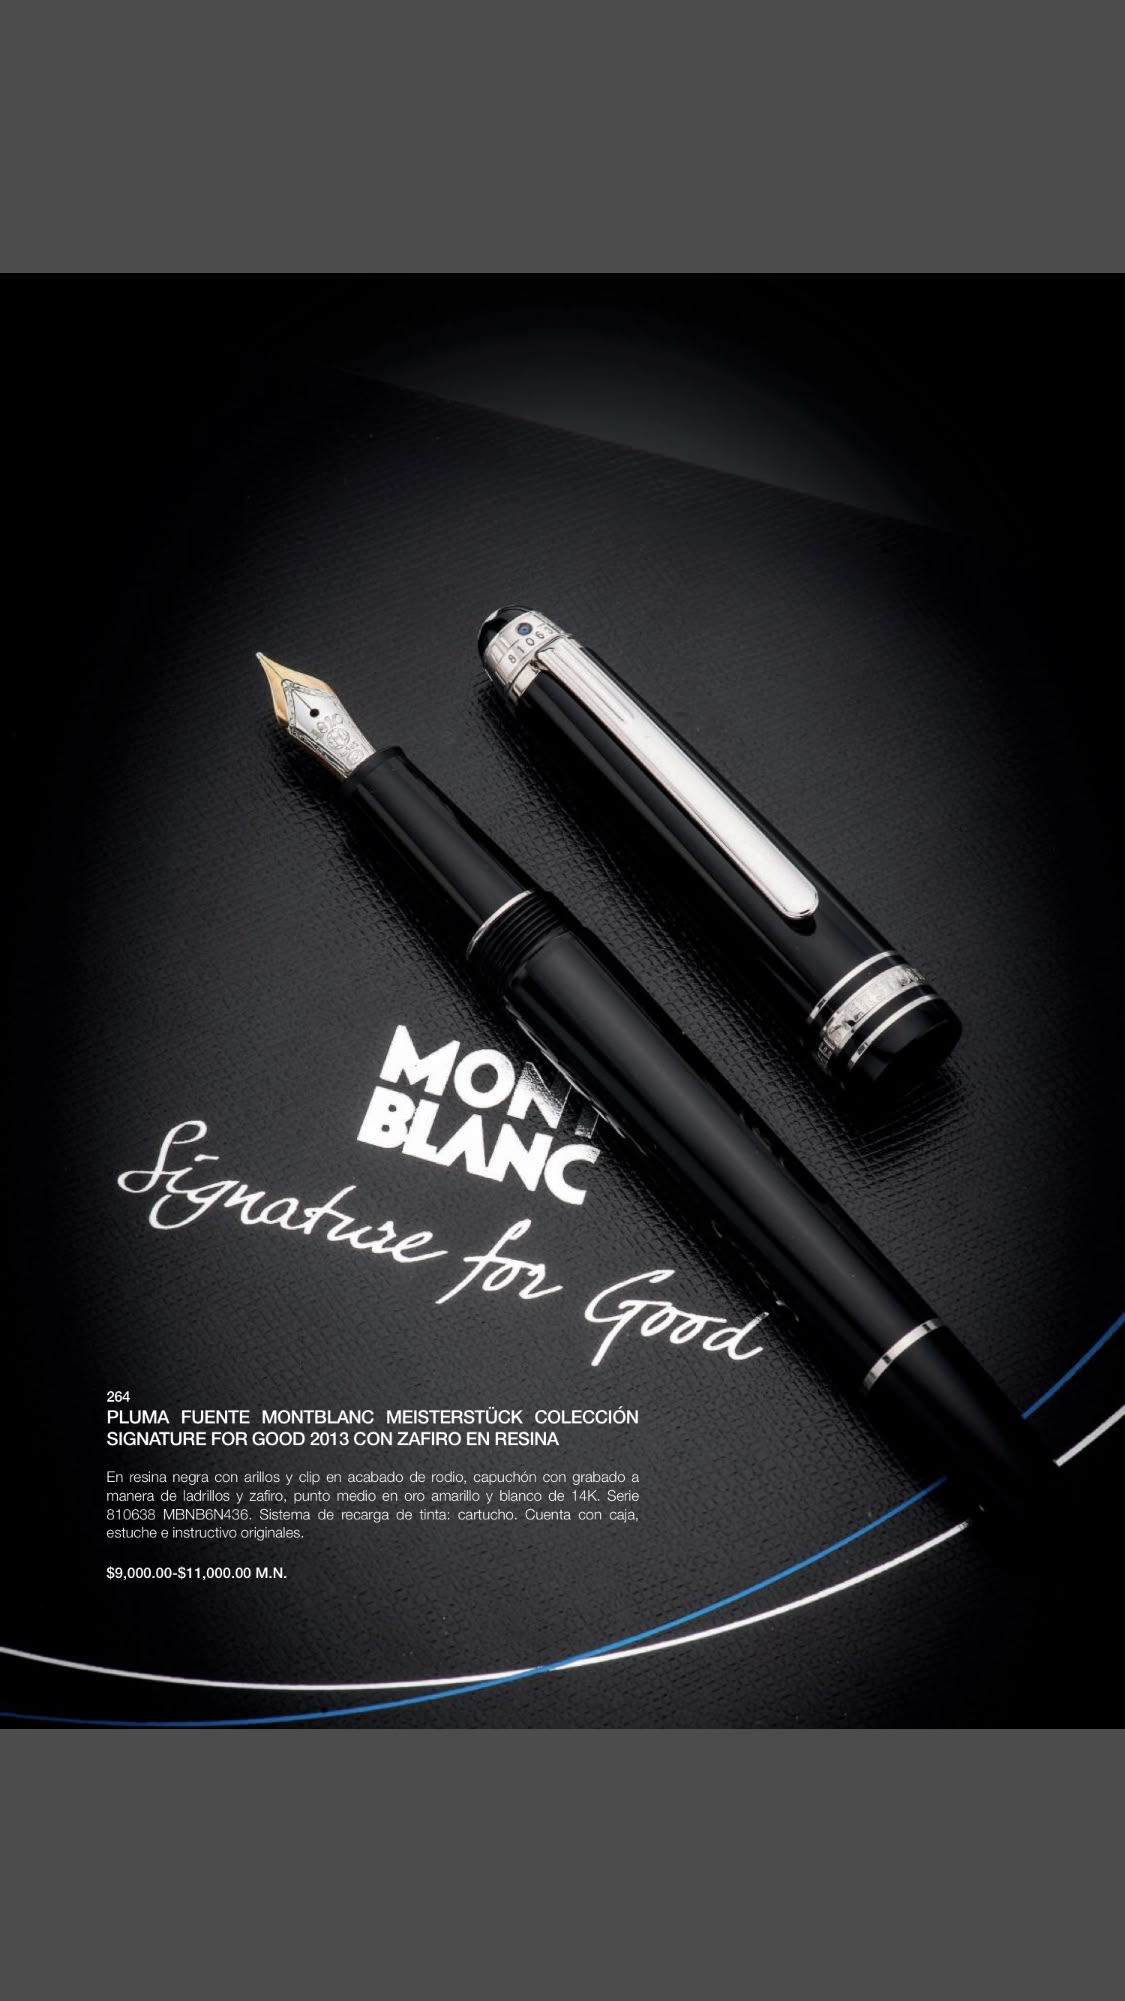 81063
MONT
BLANC
Signature for Good
264
PLUMA FUENTE MONTBLANC MEISTERSTÜCK COLECCIÓN
SIGNATURE FOR GOOD 2013 CON ZAFIRO EN RESINA
En resina negra con arillos y clip en acabado de rodio, capuchón con grabado a
manera de ladrillos y zafiro, punto medio en oro amarillo y blanco de 14K. Serie
810638 MBNB6N436. Sistema de recarga de tinta: cartucho. Cuenta con caja,
estuche e instructivo originales.
$9,000.00-$11,000.00 M.N.